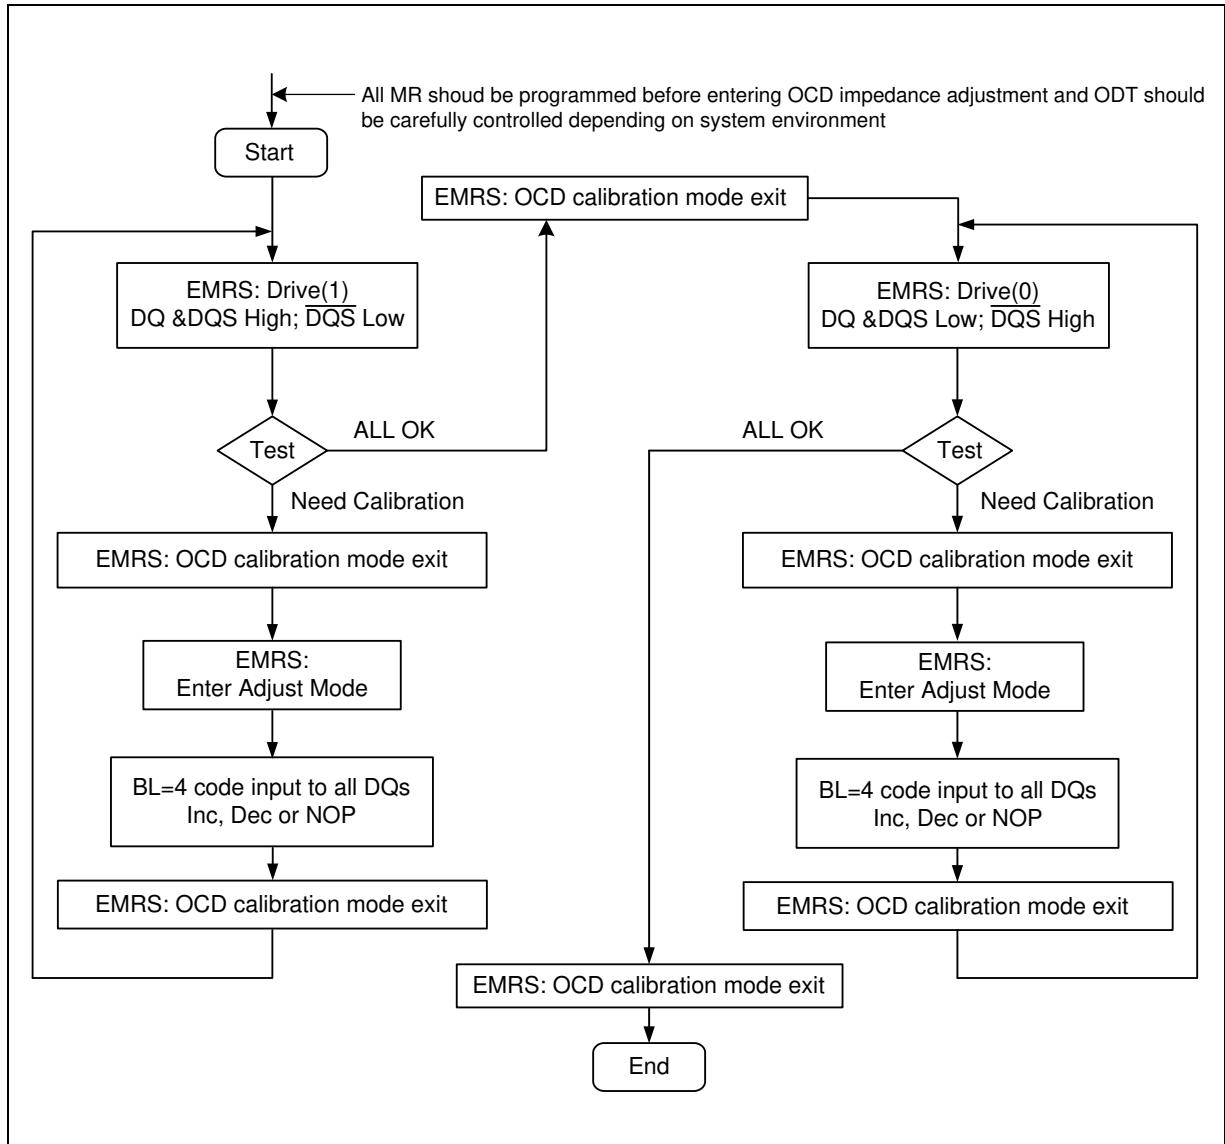 All MR shoud be programmed before entering OCD impedance adjustment and ODT should
be carefully controlled depending on system environment
Start
EMRS: OCD calibration mode exit
EMRS: Drive(1)
DQ &DQS High; D̅Q̅S̅ Low
Test
ALL OK
Need Calibration
EMRS: OCD calibration mode exit
EMRS:
Enter Adjust Mode
BL=4 code input to all DQs
Inc, Dec or NOP
EMRS: OCD calibration mode exit
EMRS: Drive(0)
DQ &DQS Low; D̅Q̅S̅ High
ALL OK
Test
Need Calibration
EMRS: OCD calibration mode exit
EMRS:
Enter Adjust Mode
BL=4 code input to all DQs
Inc, Dec or NOP
EMRS: OCD calibration mode exit
EMRS: OCD calibration mode exit
End